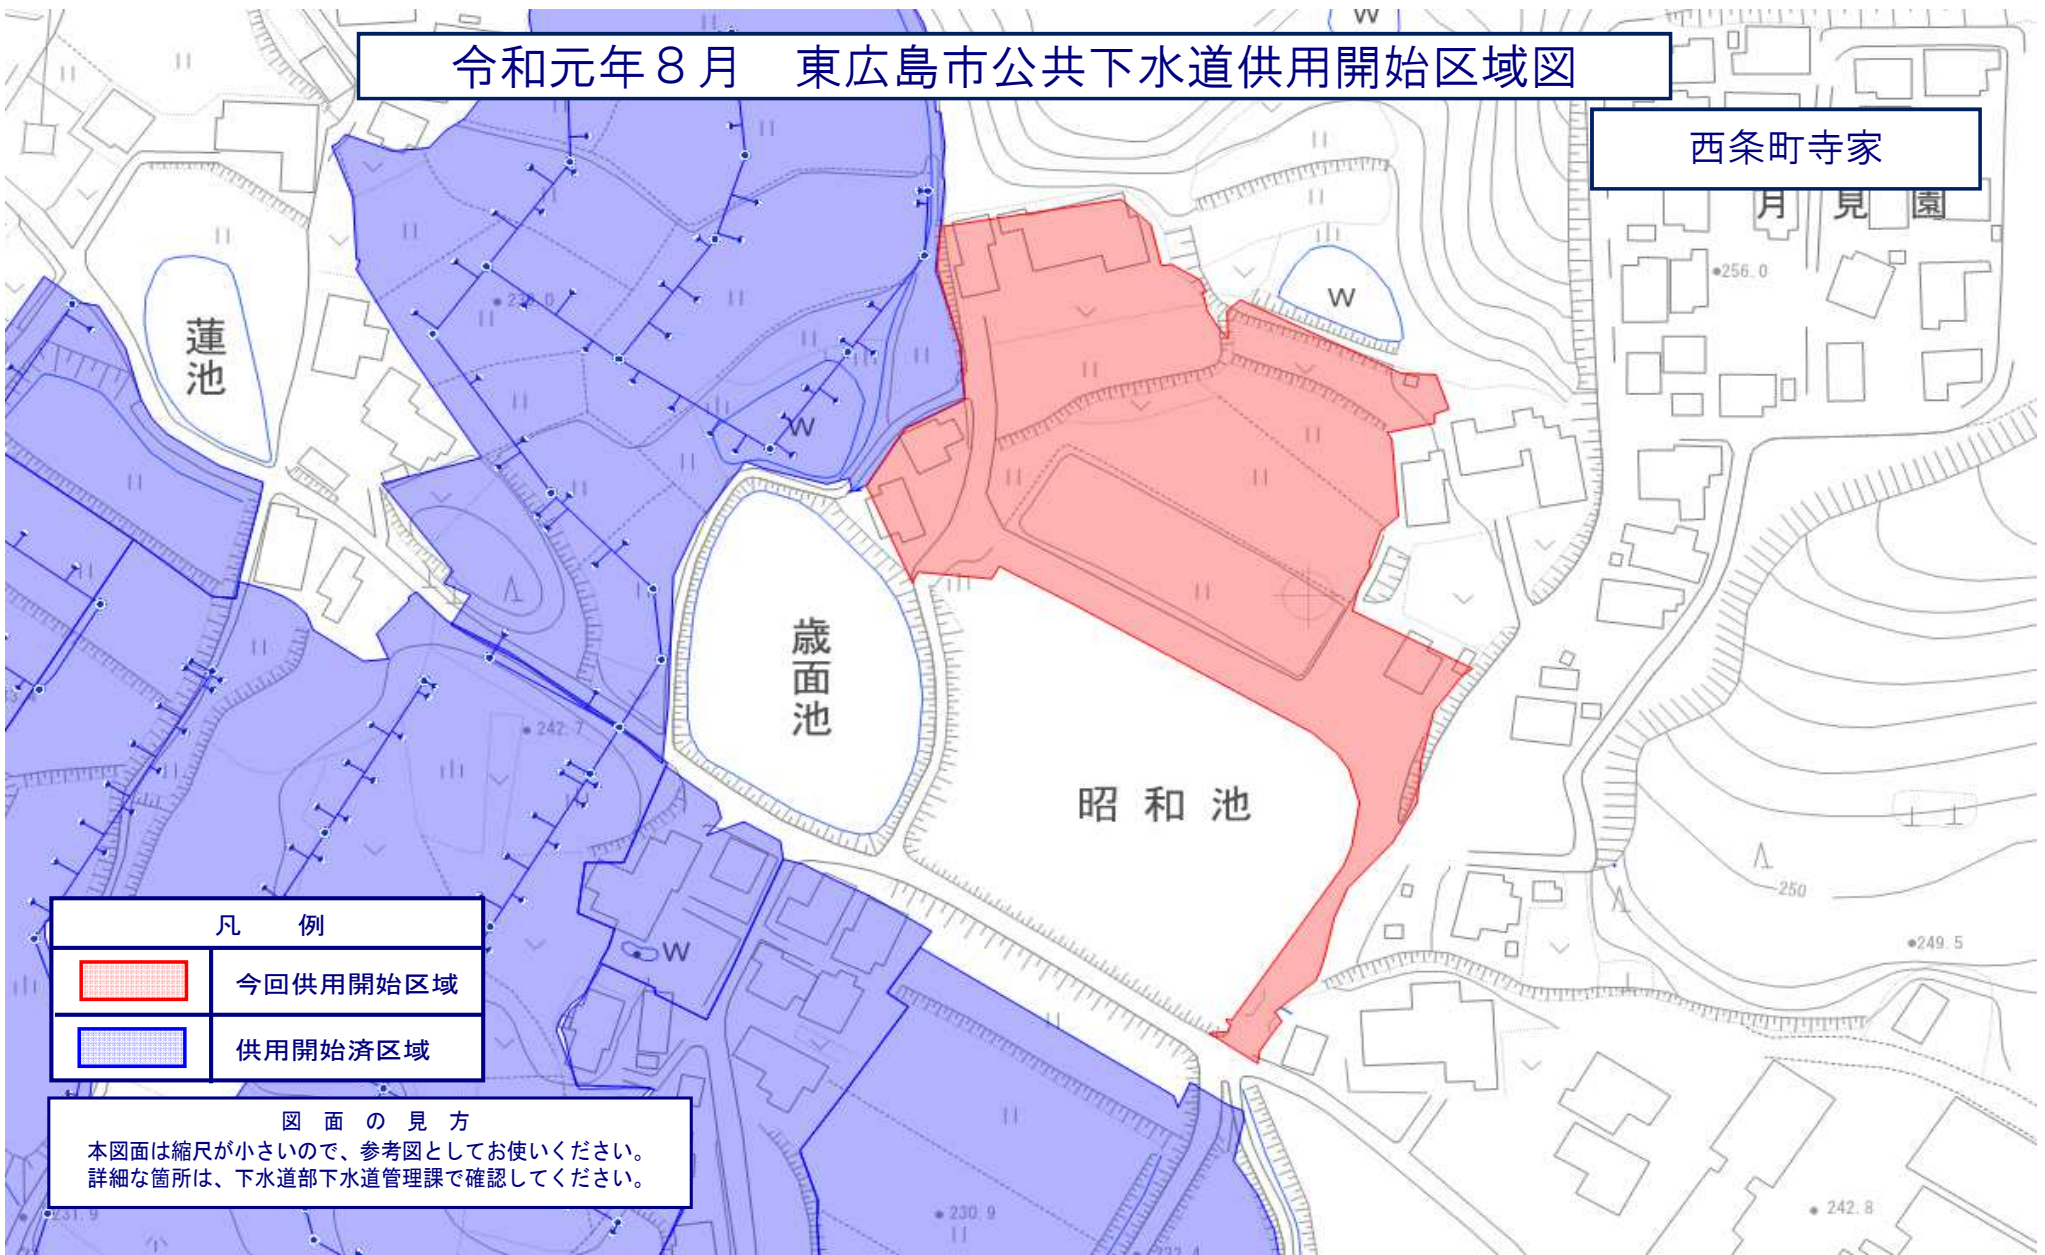 令和元年８月　東広島市公共下水道供用開始区域図
西条町寺家
W
月見園
256.0
W
蓮池
W
歳面池
242.7
昭和池
250
249.5
W
凡　例
今回供用開始区域
供用開始済区域
図面の見方
本図面は縮尺が小さいので、参考図としてお使いください。
詳細な箇所は、下水道部下水道管理課で確認してください。
231.9
230.9
242.8